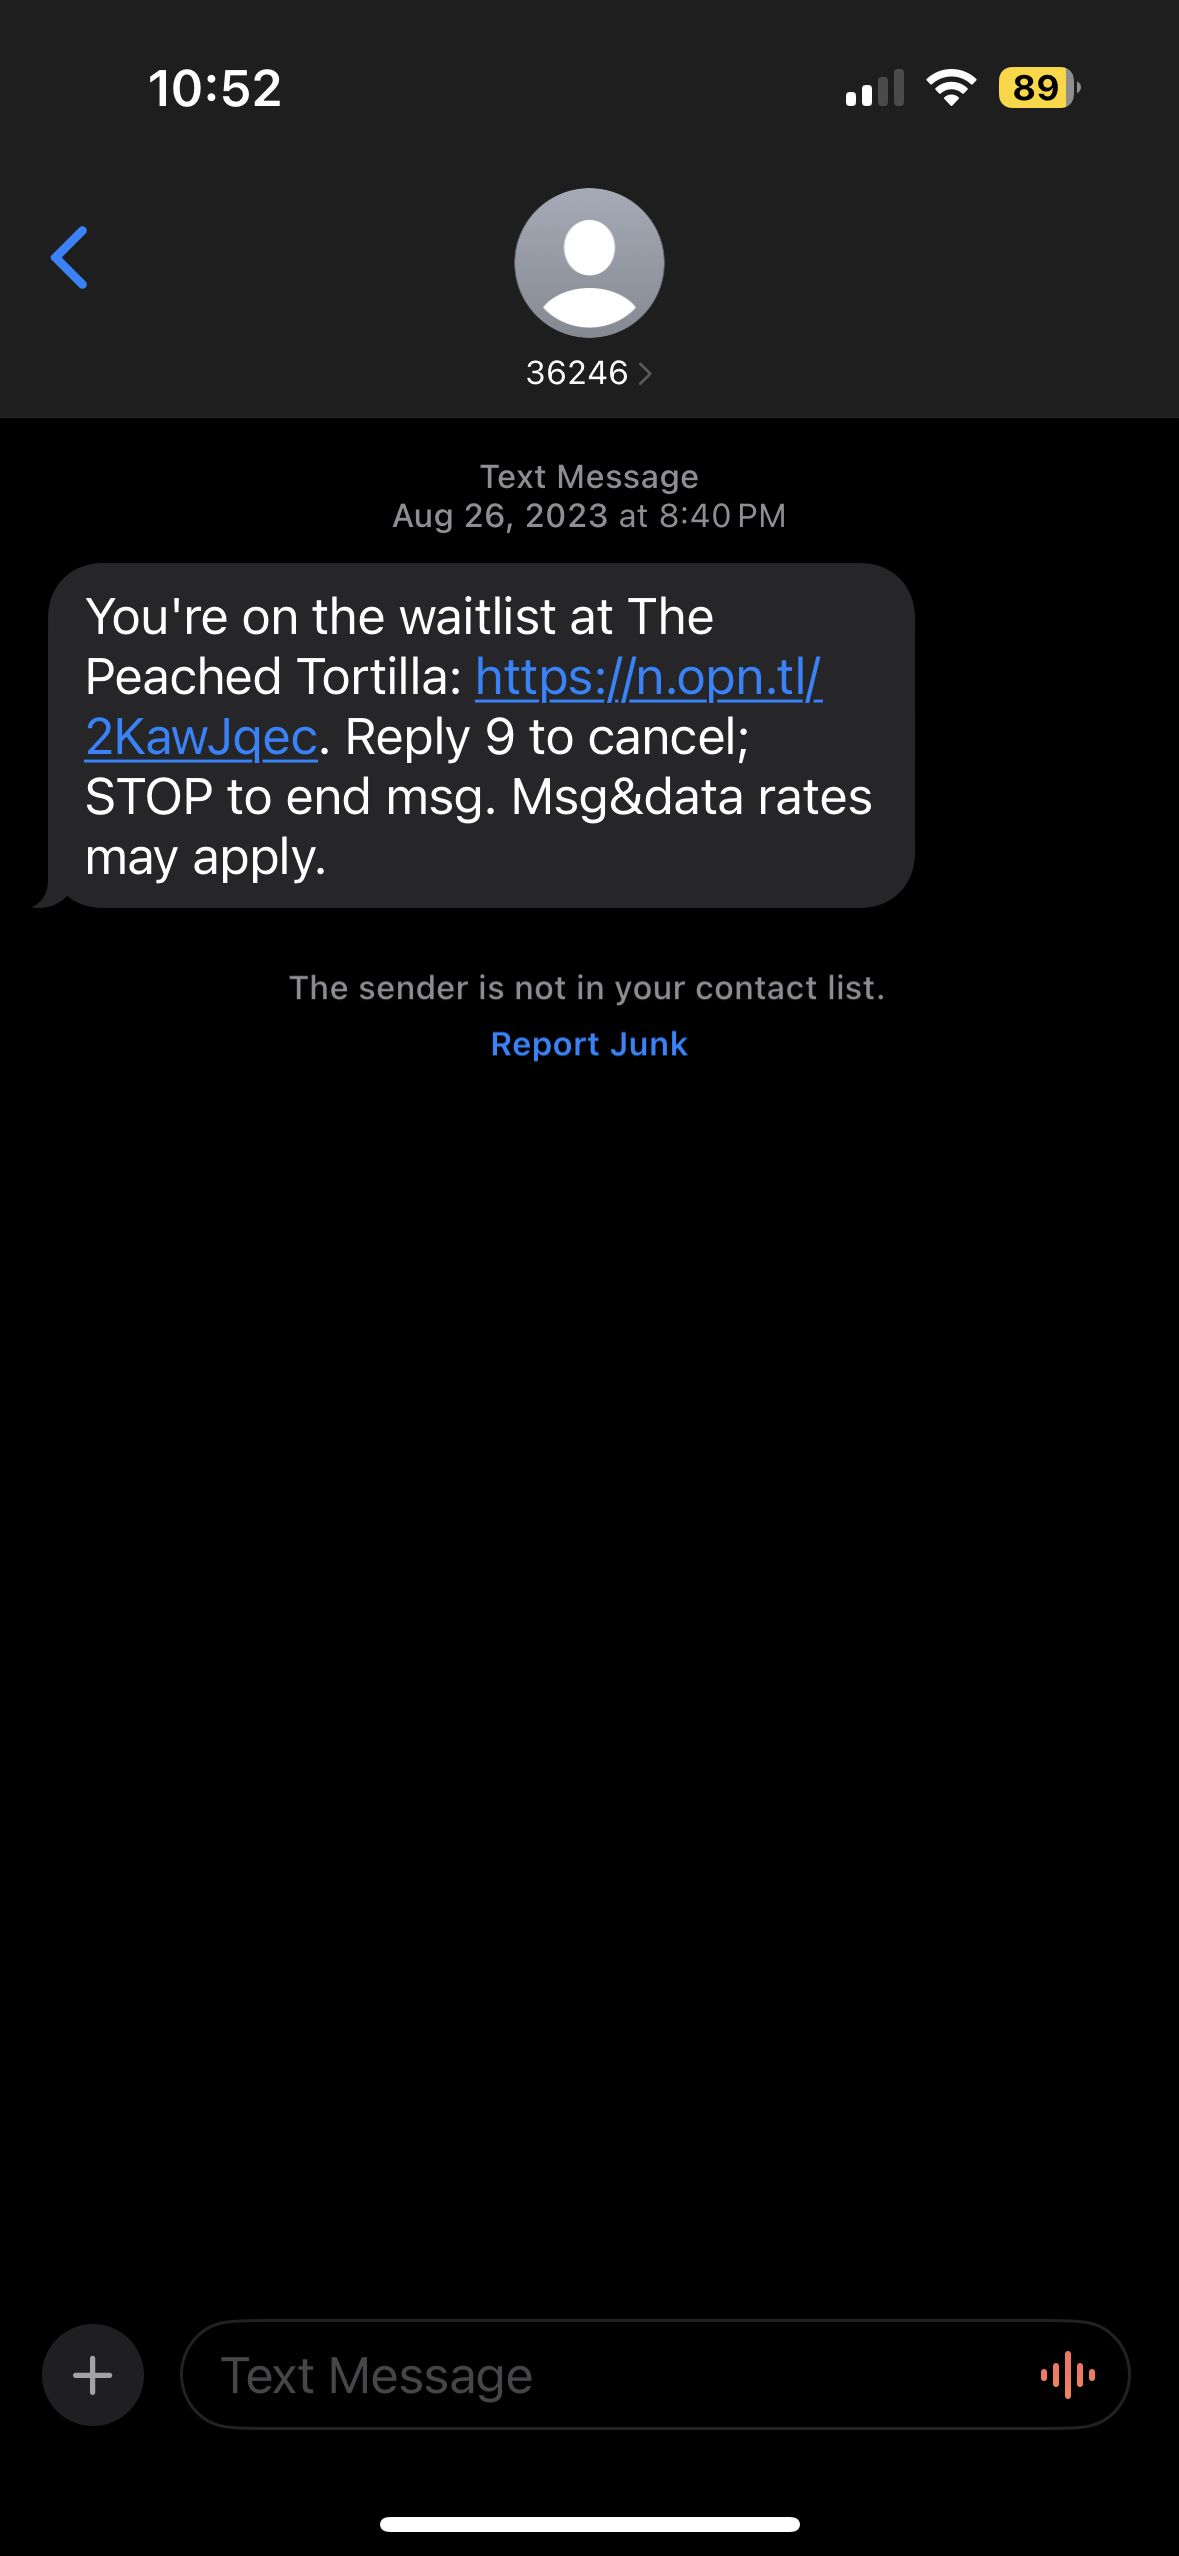 10:52
89
36246
Text Message
Aug 26, 2023 at 8:40 PM
You're on the waitlist at The
Peached Tortilla: https://n.opn.tl/
2KawJqec. Reply 9 to cancel;
STOP to end msg. Msg&data rates
may apply.
The sender is not in your contact list.
Report Junk
Text Message